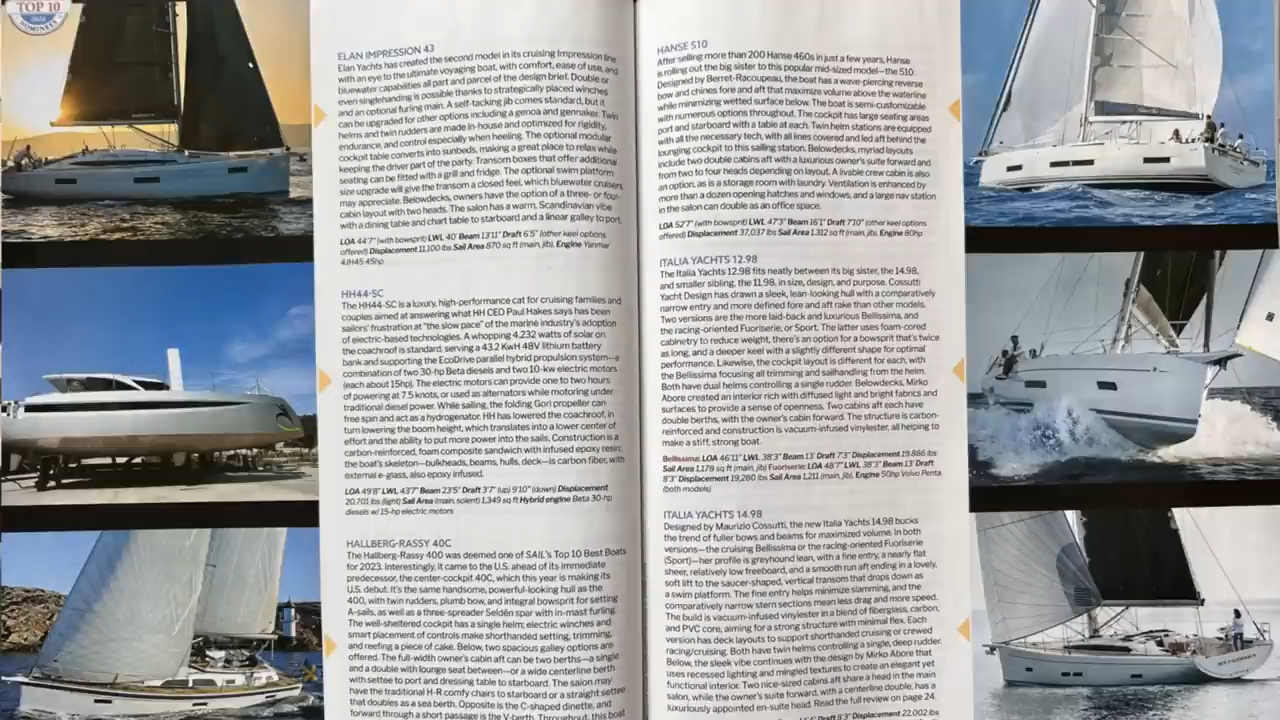 TOP 10
NOMINEE
ELAN IMPRESSION 43
Elan Yachts has created the second model in its cruising Impression line
with an eye to the ultimate voyaging boat, with comfort, ease of use, and
bluewater capabilities all part and parcel of the design brief. Double or
even singlehanding is possible thanks to strategically placed winches
and an optional furling main. A self-tacking jib comes standard, but it
can be upgraded for other options including a genoa and gennaker. Twin
helms and twin rudders are made in-house and optimized for rigidity,
endurance, and control especially when heeling. The optional modular
cockpit table converts into sunbeds, making a great place to relax while
keeping the driver part of the party. Transom boxes that offer additional
seating can be fitted with a grill and fridge. The optional swim platform
size upgrade will give the transom a closed feel, which bluewater cruisers
may appreciate. Belowdecks, owners have the option of a three- or four-
cabin layout with two heads. The salon has a warm, Scandinavian vibe
with a dining table and chart table to starboard and a linear galley to port.
LOA 44'7" (with bowsprit) LWL 40' Beam 13'11" Draft 6'5" (other keel options
offered) Displacement 11,100 lbs Sail Area 870 sq ft (main, jib), Engine Yanmar
4JH45 45hp
HH44-SC
The HH44-SC is a luxury, high-performance cat for cruising families and
couples aimed at answering what HH CEO Paul Hakes says has been
sailors' frustration at "the slow pace" of the marine industry's adoption
of electric-based technologies. A whopping 4,232 watts of solar on
the coachroof is standard, serving a 43.2 KwH 48V lithium battery
bank and supporting the EcoDrive parallel hybrid propulsion system—a
combination of two 30-hp Beta diesels and two 10-kw electric motors
(each about 15hp). The electric motors can provide one to two hours
of powering at 7.5 knots, or used as alternators while motoring under
traditional diesel power. While sailing, the folding Gori propeller can
free spin and act as a hydrogenator. HH has lowered the coachroof, in
turn lowering the boom height, which translates into a lower center of
effort and the ability to put more power into the sails. Construction is a
carbon-reinforced, foam composite sandwich with infused epoxy resin;
the boat's skeleton—bulkheads, beams, hulls, deck—is carbon fiber, with
external e-glass, also epoxy infused.
LOA 49'8" LWL 43'7" Beam 23'5" Draft 3'7" (up) 9'10" (down) Displacement
20,701 lbs (light) Sail Area (main, solent) 1,349 sq ft Hybrid engine Beta 30-hp
diesels w/ 15-hp electric motors
HALLBERG-RASSY 40C
The Hallberg-Rassy 400 was deemed one of SAIL's Top 10 Best Boats
for 2023. Interestingly, it came to the U.S. ahead of its immediate
predecessor, the center-cockpit 40C, which this year is making its
U.S. debut. It's the same handsome, powerful-looking hull as the
400, with twin rudders, plumb bow, and integral bowsprit for setting
A-sails, as well as a three-spreader Seldén spar with in-mast furling.
The well-sheltered cockpit has a single helm; electric winches and
smart placement of controls make shorthanded setting, trimming,
and reefing a piece of cake. Below, two spacious galley options are
offered. The full-width owner's cabin aft can be two berths—a single
and a double with lounge seat between—or a wide centerline berth
with settee to port and dressing table to starboard. The salon may
have the traditional H-R comfy chairs to starboard or a straight settee
that doubles as a sea berth. Opposite is the C-shaped dinette, and
forward through a short passage is the V-berth. Throughout, this boat
HANSE 510
After selling more than 200 Hanse 460s in just a few years, Hanse
is rolling out the big sister to this popular mid-sized model—the 510.
Designed by Berret-Racoupeau, the boat has a wave-piercing reverse
bow and chines fore and aft that maximize volume above the waterline
while minimizing wetted surface below. The boat is semi-customizable
with numerous options throughout. The cockpit has large seating areas
port and starboard with a table at each. Twin helm stations are equipped
with all the necessary tech, with all lines covered and led aft behind the
lounging cockpit to this sailing station. Belowdecks, myriad layouts
include two double cabins aft with a luxurious owner's suite forward and
from two to four heads depending on layout. A livable crew cabin is also
an option, as is a storage room with laundry. Ventilation is enhanced by
more than a dozen opening hatches and windows, and a large nav station
in the salon can double as an office space.
LOA 52'7" (with bowsprit) LWL 47'3" Beam 16'1" Draft 7'10" (other keel options
offered) Displacement 37,037 lbs Sail Area 1,312 sq ft (main, jib), Engine 80hp
ITALIA YACHTS 12.98
The Italia Yachts 12.98 fits neatly between its big sister, the 14.98,
and smaller sibling, the 11.98, in size, design, and purpose. Cossutti
Yacht Design has drawn a sleek, lean-looking hull with a comparatively
narrow entry and more defined fore and aft rake than other models.
Two versions are the more laid-back and luxurious Bellissima, and
the racing-oriented Fuoriserie, or Sport. The latter uses foam-cored
cabinetry to reduce weight, there's an option for a bowsprit that's twice
as long, and a deeper keel with a slightly different shape for optimal
performance. Likewise, the cockpit layout is different for each, with
the Bellissima focusing all trimming and sailhandling from the helm.
Both have dual helms controlling a single rudder. Belowdecks, Mirko
Abore created an interior rich with diffused light and bright fabrics and
surfaces to provide a sense of openness. Two cabins aft each have
double berths, with the owner's cabin forward. The structure is carbon-
reinforced and construction is vacuum-infused vinylester, all helping to
make a stiff, strong boat.
Bellissima: LOA 46'11" LWL 38'3" Beam 13' Draft 7'3" Displacement 19,886 lbs
Sail Area 1,178 sq ft (main, jib) Fuoriserie: LOA 48'7" LWL 38'3" Beam 13' Draft
8'3" Displacement 19,280 lbs Sail Area 1,211 (main, jib), Engine 50hp Volvo Penta
(both models)
ITALIA YACHTS 14.98
Designed by Maurizio Cossutti, the new Italia Yachts 14.98 bucks
the trend of fuller bows and beams for maximized volume. In both
versions—the cruising Bellissima or the racing-oriented Fuoriserie
(Sport)—her profile is greyhound lean, with a fine entry, a nearly flat
sheer, relatively low freeboard, and a smooth run aft ending in a lovely,
soft lift to the saucer-shaped, vertical transom that drops down as
a swim platform. The fine entry helps minimize slamming, and the
comparatively narrow stern sections mean less drag and more speed.
The build is vacuum-infused vinylester in a blend of fiberglass, carbon,
and PVC core, aiming for a strong structure with minimal flex. Each
version has deck layouts to support shorthanded cruising or crewed
racing/cruising. Both have twin helms controlling a single, deep rudder.
Below, the sleek vibe continues with the design by Mirko Abore that
uses recessed lighting and mingled textures to create an elegant yet
functional interior. Two nice-sized cabins aft share a head in the main
salon, while the owner's suite forward, with a centerline double, has a
luxuriously appointed en-suite head. Read the full review on page 24.
Draft 8'3" Displacement 22,002 lbs